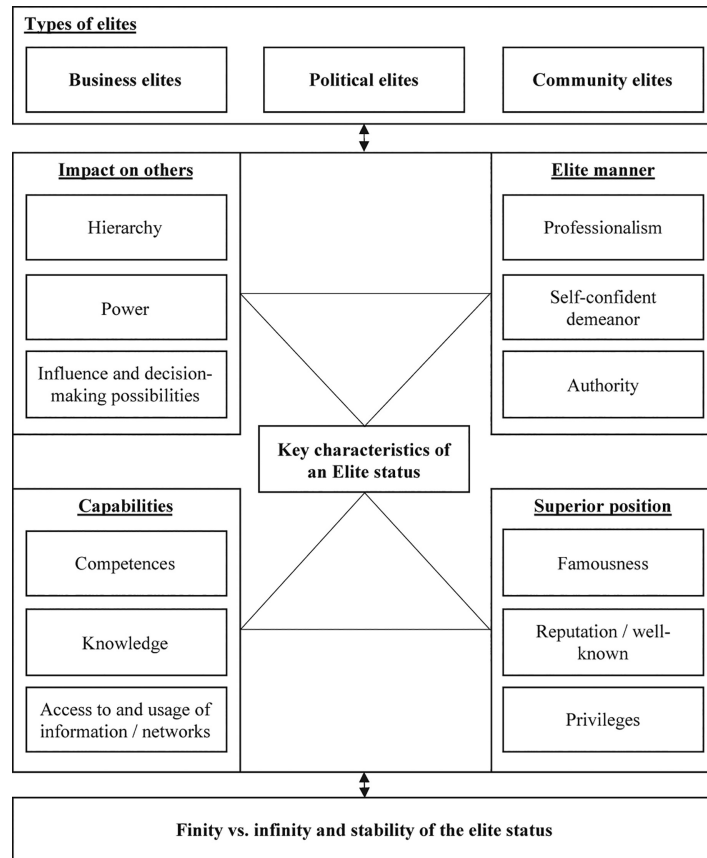 Types of elites
Business elites
Political elites
Community elites
Impact on others
Hierarchy
Power
Influence and decision-
making possibilities
Elite manner
Professionalism
Self-confident
demeanor
Authority
Key characteristics of
an Elite status
Capabilities
Competences
Knowledge
Access to and usage of
information / networks
Superior position
Famousness
Reputation / well-
known
Privileges
Finity vs. infinity and stability of the elite status